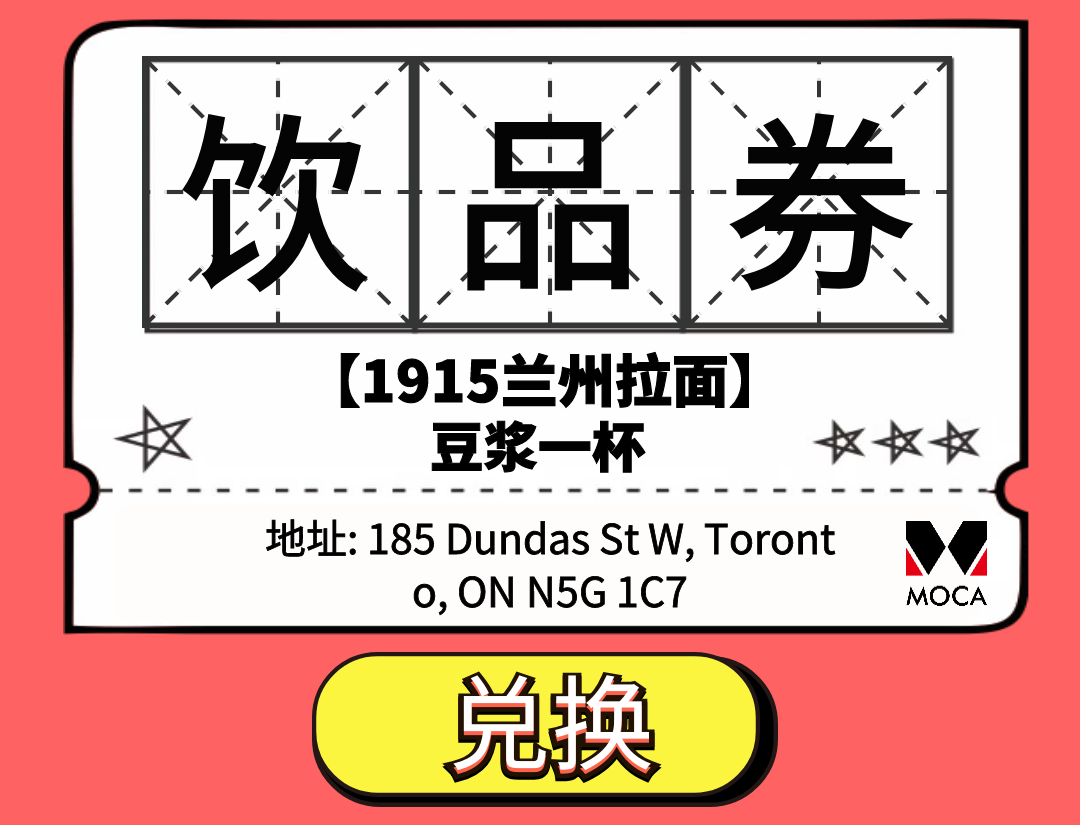 饮品券
【1915兰州拉面】
豆浆一杯
地址: 185 Dundas St W, Toront
o, ON N5G 1C7
MOCA
兑换